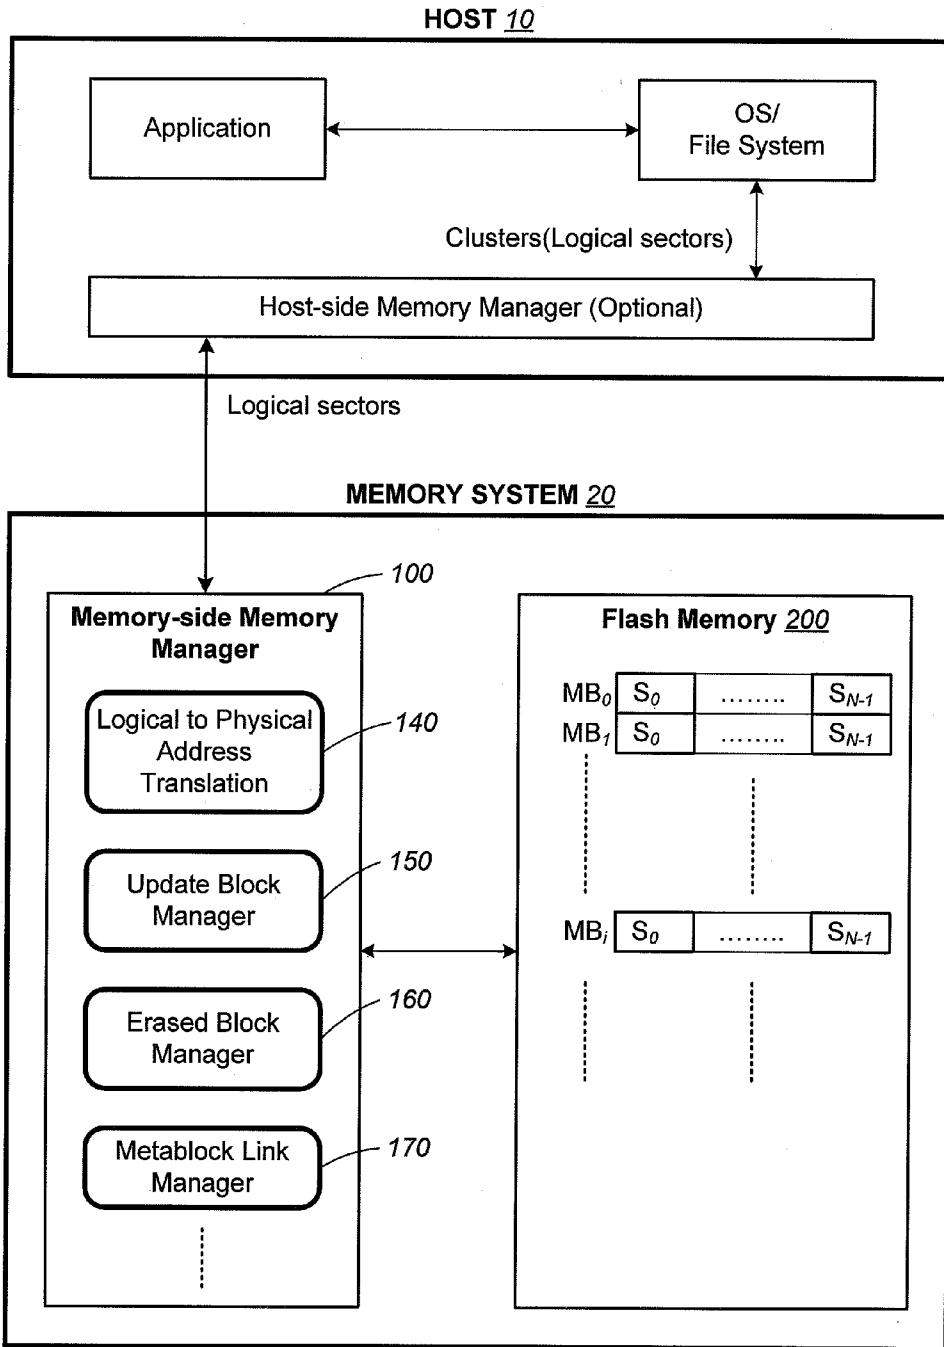 HOST 10
Application
OS/
File System
Clusters(Logical sectors)
Host-side Memory Manager (Optional)
Logical sectors
MEMORY SYSTEM 20
100
Memory-side Memory
Manager
Logical to Physical
Address
Translation
140
Update Block
Manager
150
Erased Block
Manager
160
Metablock Link
Manager
170
Flash Memory 200
MB0 S0 ........ SN-1
MB1 S0 ........ SN-1
MBi S0 ........ SN-1